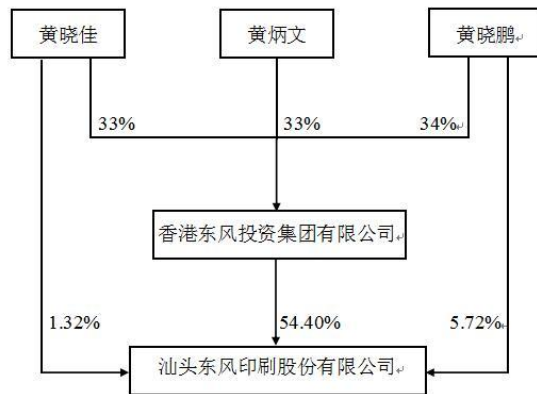 黄晓佳 黄炳文 黄晓鹏
33% 33% 34%
香港东风投资集团有限公司
1.32% 54.40% 5.72%
汕头东风印刷股份有限公司